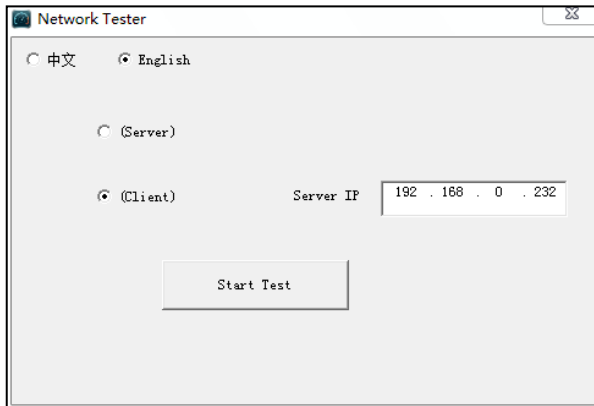 Network Tester
中文 English
(Server)
(Client) Server IP 192 . 168 . 0 . 232
Start Test